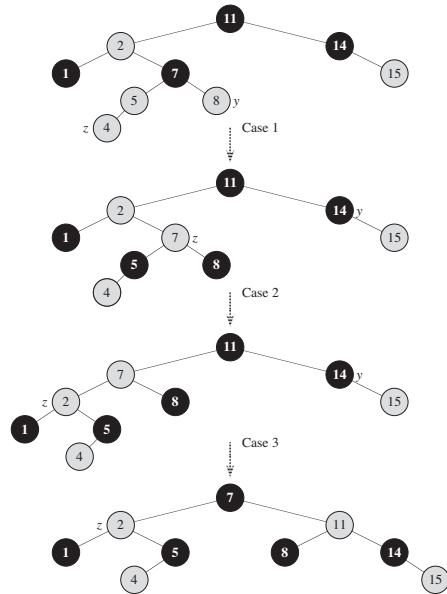 11
2 14
1 7 15
5 8 y
z 4
Case 1
11
2 14 y
1 7 z 15
5 8
4
Case 2
11
7 14 y
z 2 8 15
1 5
4
Case 3
7
z 2 11
1 5 8 14
4 15